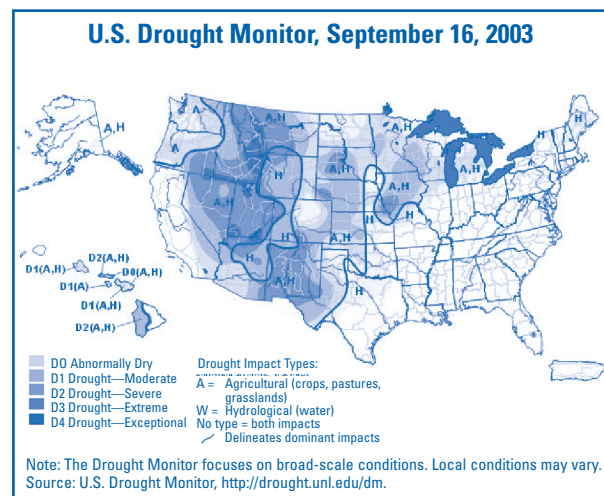 U.S. Drought Monitor, September 16, 2003
A
A,H
A
A,H
A,H
H
H
A,H
H
A,H
A,H
A,H
H
A,H
H
H
H
A,H
H
H
D2(A,H)
D1(A,H)
D0(A,H)
D1(A)
D1(A,H)
D2(A,H)
D0 Abnormally Dry
D1 Drought—Moderate
D2 Drought—Severe
D3 Drought—Extreme
D4 Drought—Exceptional
Drought Impact Types:
A = Agricultural (crops, pastures,
grasslands)
W = Hydrological (water)
No type = both impacts
Delineates dominant impacts
Note: The Drought Monitor focuses on broad-scale conditions. Local conditions may vary.
Source: U.S. Drought Monitor, http://drought.unl.edu/dm.